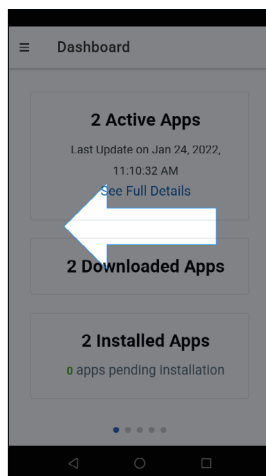 Dashboard
2 Active Apps
Last Update on Jan 24, 2022,
11:10:32 AM
See Full Details
2 Downloaded Apps
2 Installed Apps
0 apps pending installation